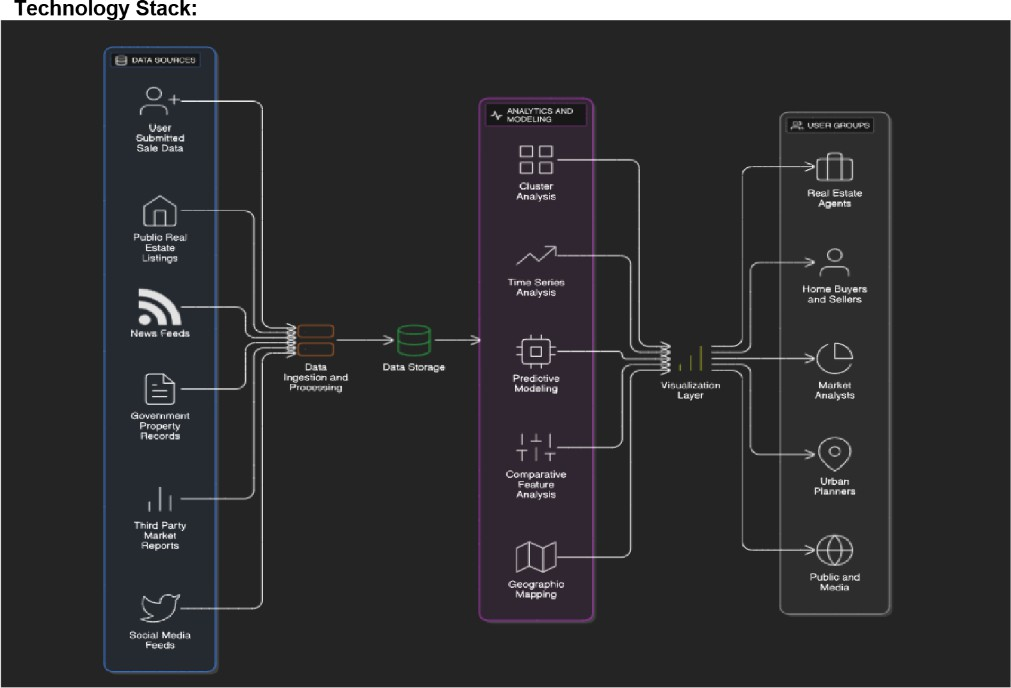 Technology Stack:
DATA SOURCES
User
Submitted
Sale Data
Public Real
Estate
Listings
News Feeds
Government
Property
Records
Third Party
Market
Reports
Social Media
Feeds
Data
Ingestion and
Processing
Data Storage
ANALYTICS AND
MODELING
Cluster
Analysis
Time Series
Analysis
Predictive
Modeling
Comparative
Feature
Analysis
Geographic
Mapping
Visualization
Layer
USER GROUPS
Real Estate
Agents
Home Buyers
and Sellers
Market
Analysts
Urban
Planners
Public and
Media